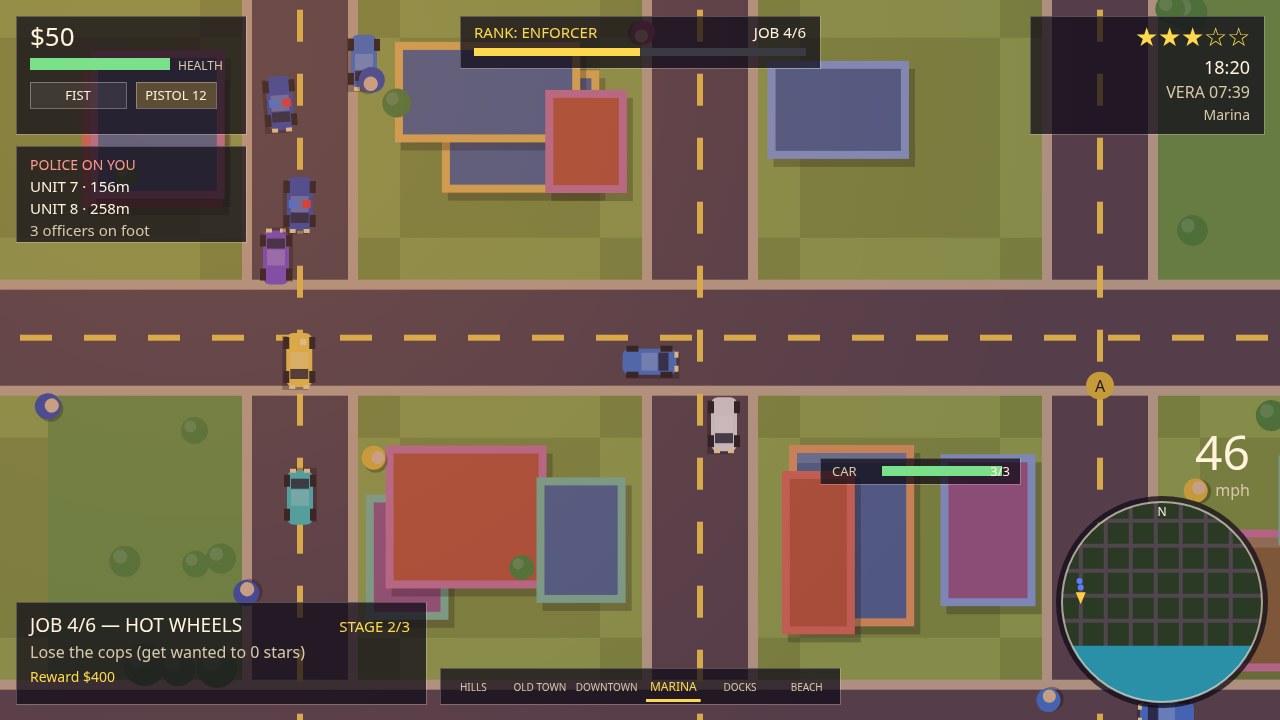 $50
HEALTH
FIST
PISTOL 12
POLICE ON YOU
UNIT 7 · 156m
UNIT 8 · 258m
3 officers on foot
RANK: ENFORCER
JOB 4/6
★★★☆☆
18:20
VERA 07:39
Marina
A
CAR
3/3
46
mph
N
JOB 4/6 — HOT WHEELS
STAGE 2/3
Lose the cops (get wanted to 0 stars)
Reward $400
HILLS
OLD TOWN
DOWNTOWN
MARINA
DOCKS
BEACH